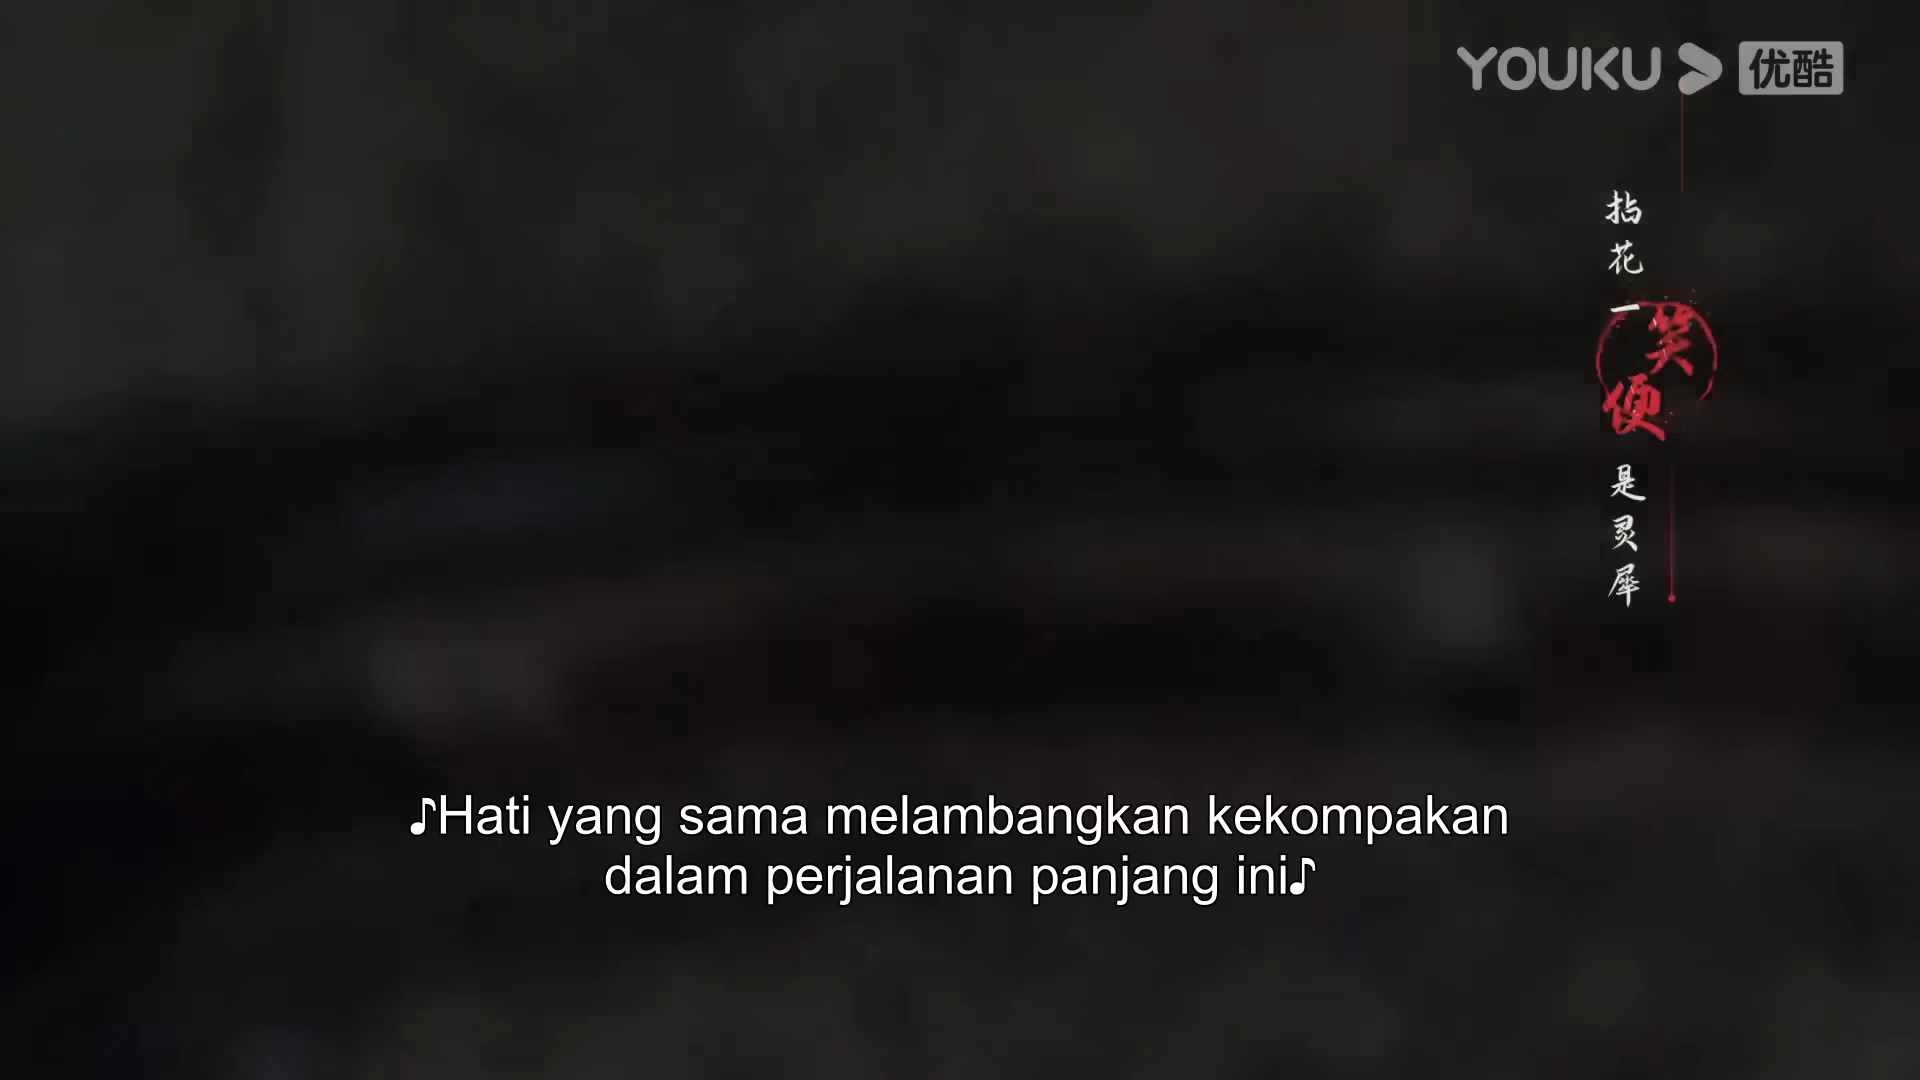 YOUKU 优酷
拈花一笑便是灵犀
♪Hati yang sama melambangkan kekompakan
dalam perjalanan panjang ini♪